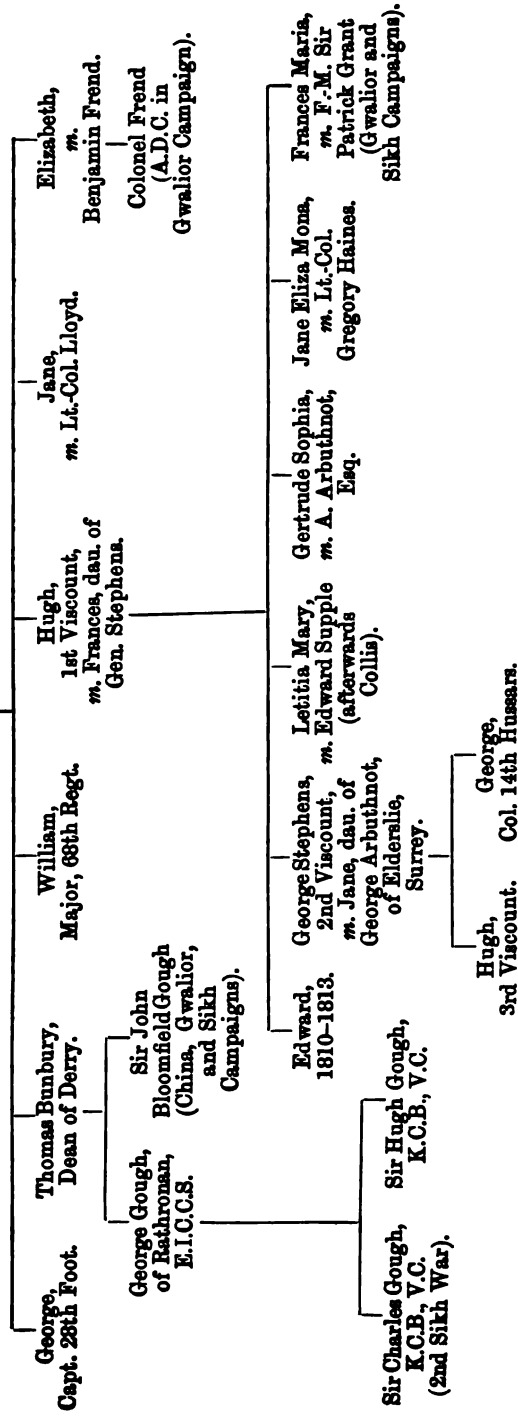 George,
Capt. 28th Foot.
Thomas Bunbury,
Dean of Derry.
William,
Major, 68th Regt.
Hugh,
1st Viscount,
m. Frances, dau. of
Gen. Stephens.
Jane,
m. Lt.-Col. Lloyd.
Elizabeth,
m.
Benjamin Frend.
Colonel Frend
(A.D.C. in
Gwalior Campaign).
George Gough,
of Rathronan,
E.I.C.C.S.
Sir John
Bloomfield Gough
(China, Gwalior,
and Sikh
Campaigns).
Edward,
1810–1813.
George Stephens,
2nd Viscount,
m. Jane, dau. of
George Arbuthnot,
of Elderslie,
Surrey.
Letitia Mary,
m. Edward Supple
(afterwards
Collis).
Gertrude Sophia,
m. A. Arbuthnot,
Esq.
Jane Eliza Mona,
m. Lt.-Col.
Gregory Haines.
Frances Maria,
m. F.-M. Sir
Patrick Grant
(Gwalior and
Sikh Campaigns).
Sir Charles Gough,
K.C.B., V.C.
(2nd Sikh War).
Sir Hugh Gough,
K.C.B., V.C.
Hugh,
3rd Viscount.
George,
Col. 14th Hussars.